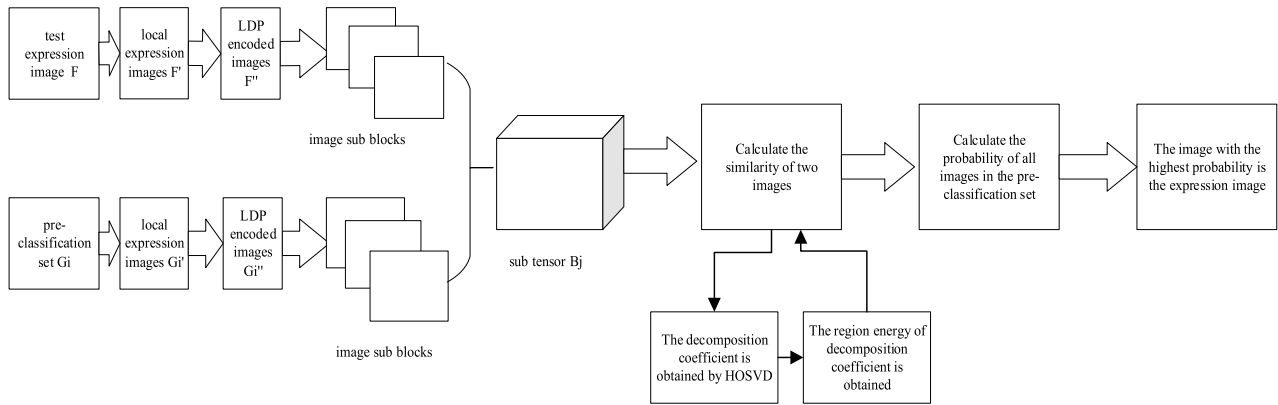 test
expression
image F
local
expression
images F'
LDP
encoded
images
F''
image sub blocks
pre-
classification
set Gi
local
expression
images Gi'
LDP
encoded
images
Gi''
image sub blocks
sub tensor Bj
Calculate the
similarity of two
images
The decomposition
coefficient is
obtained by HOSVD
The region energy of
decomposition
coefficient is
obtained
Calculate the
probability of all
images in the pre-
classification set
The image with the
highest probability is
the expression image